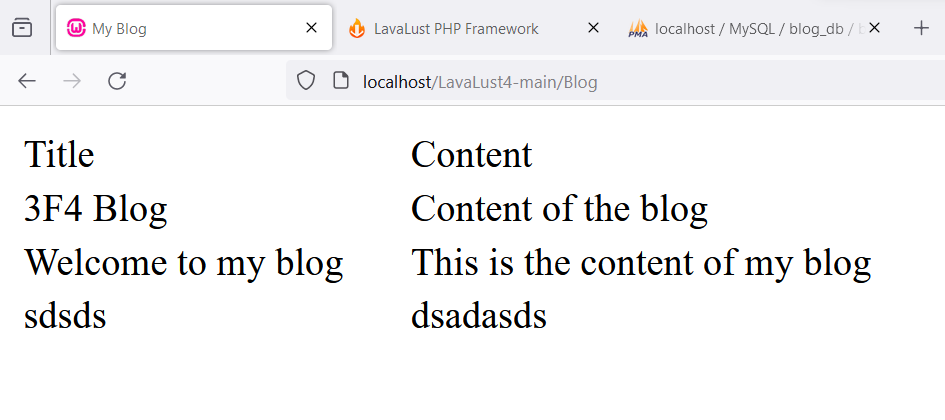 My Blog LavaLust PHP Framework localhost / MySQL / blog_db /
localhost/LavaLust4-main/Blog
Title Content
3F4 Blog Content of the blog
Welcome to my blog This is the content of my blog
sdsds dsadasds
PMA